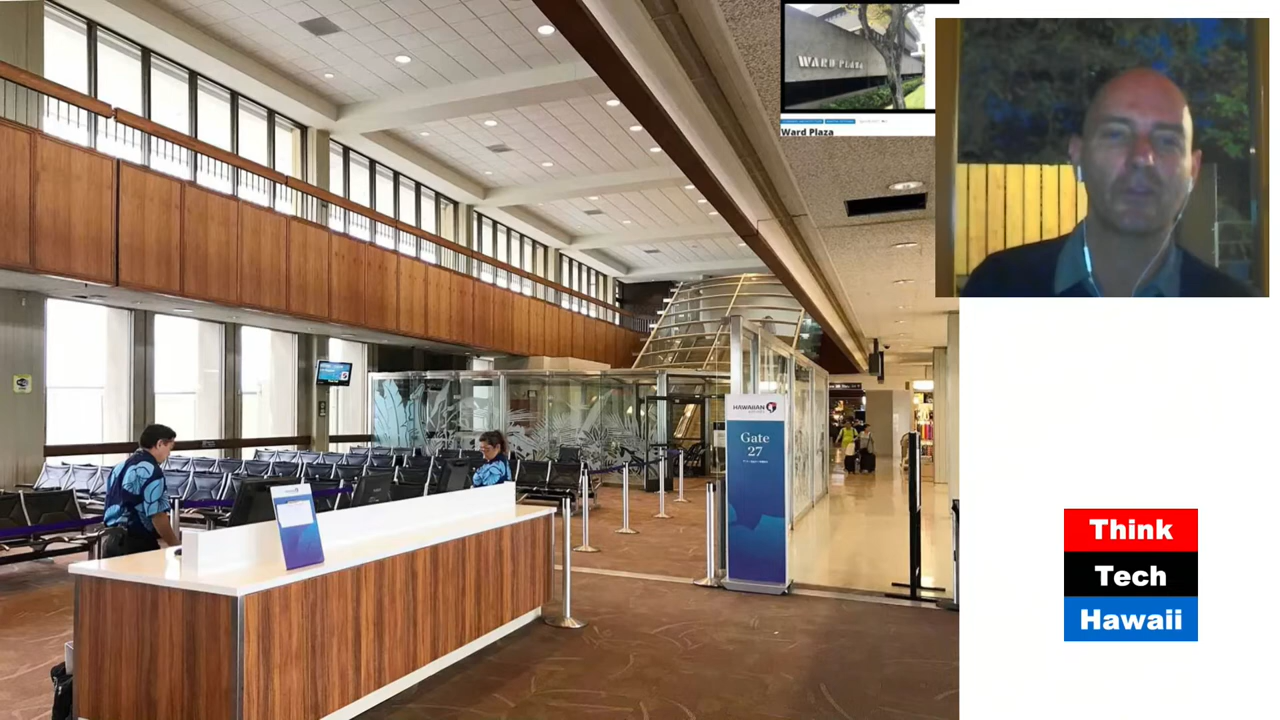 WARD PLAZA
Ward Plaza
HAWAIIAN
AIRLINES
Gate
27
Think
Tech
Hawaii